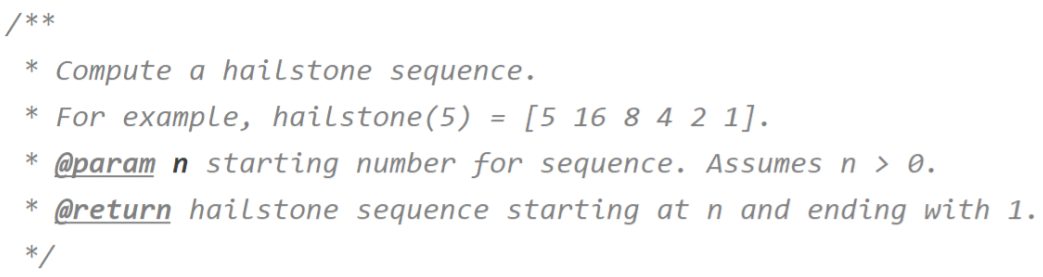 /**
* Compute a hailstone sequence.
* For example, hailstone(5) = [5 16 8 4 2 1].
* @param n starting number for sequence. Assumes n > 0.
* @return hailstone sequence starting at n and ending with 1.
*/